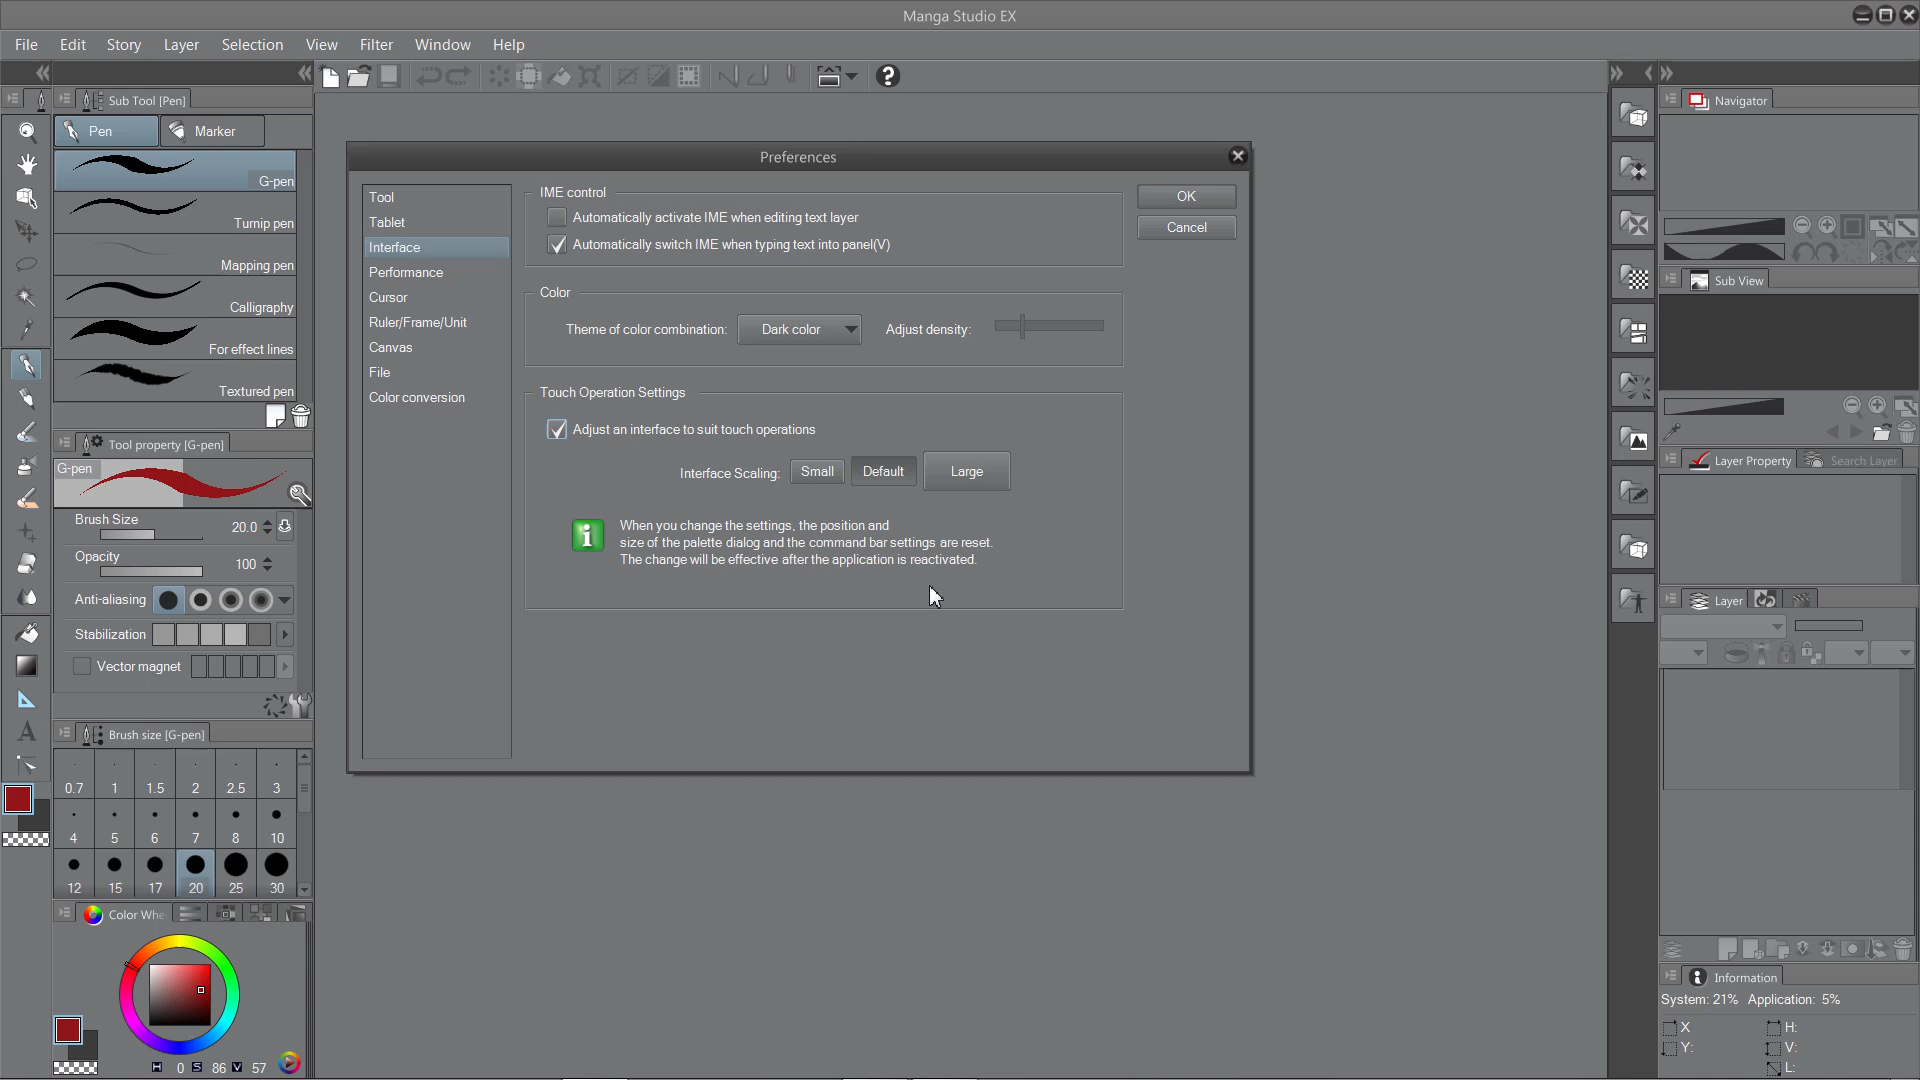 Manga Studio EX
File Edit Story Layer Selection View Filter Window Help
Sub Tool [Pen]
Pen Marker
G-pen
Turnip pen
Mapping pen
Calligraphy
For effect lines
Textured pen
Tool property [G-pen]
G-pen
Brush Size 20.0
Opacity 100
Anti-aliasing
Stabilization
Vector magnet
Brush size [G-pen]
0.7 1 1.5 2 2.5 3
4 5 6 7 8 10
12 15 17 20 25 30
Color Whe
H 0 S 86 V 57
Preferences
Tool
Tablet
Interface
Performance
Cursor
Ruler/Frame/Unit
Canvas
File
Color conversion
IME control
Automatically activate IME when editing text layer
Automatically switch IME when typing text into panel(V)
Color
Theme of color combination: Dark color Adjust density:
Touch Operation Settings
Adjust an interface to suit touch operations
Interface Scaling: Small Default Large
When you change the settings, the position and
size of the palette dialog and the command bar settings are reset.
The change will be effective after the application is reactivated.
OK
Cancel
Navigator
Sub View
Layer Property Search Layer
Layer
Information
System: 21% Application: 5%
X H:
Y: V:
L: